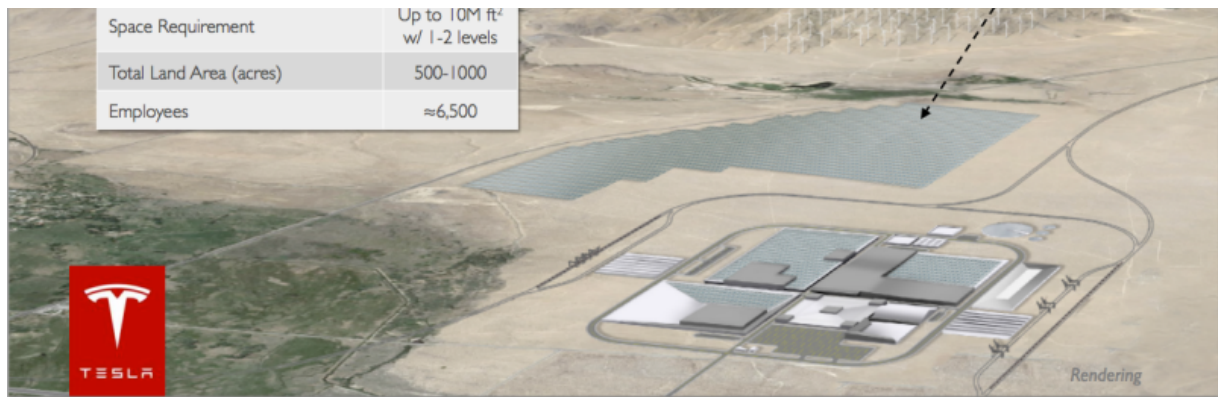 Space Requirement
Up to 10M ft²
w/ 1-2 levels
Total Land Area (acres)
500-1000
Employees
≈6,500
TESLA
Rendering